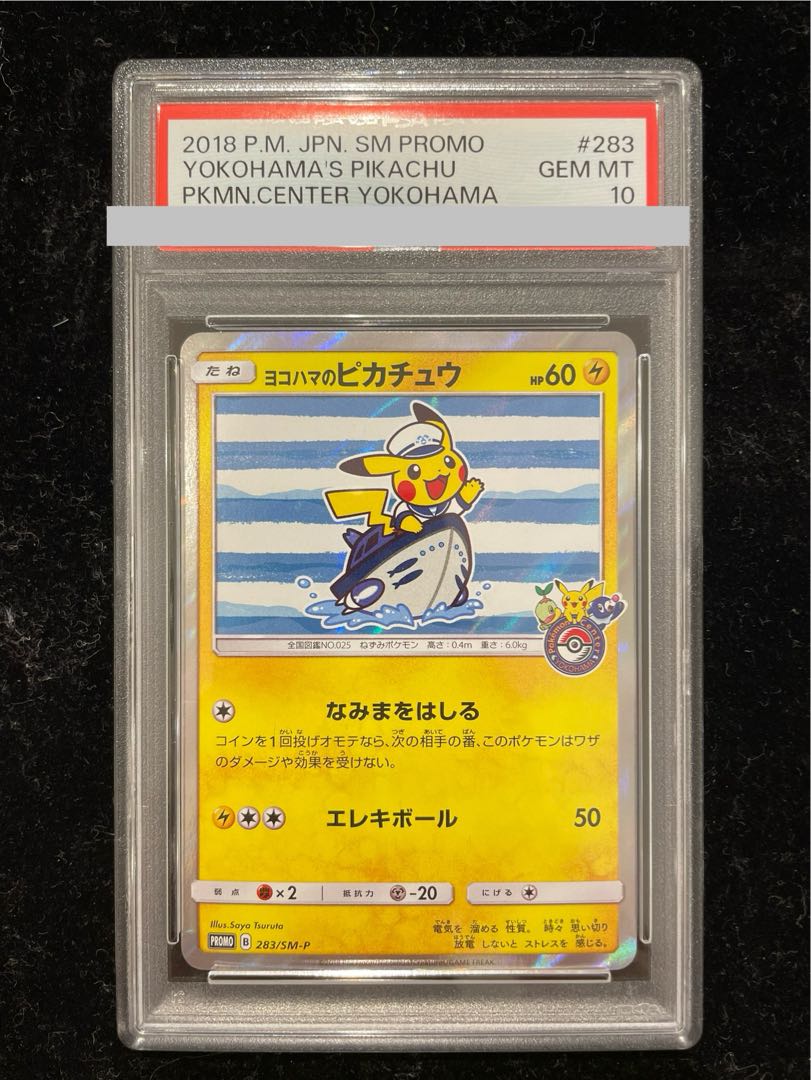 2018 P.M. JPN. SM PROMO #283
YOKOHAMA'S PIKACHU GEM MT
PKMN.CENTER YOKOHAMA 10
たね ヨコハマのピカチュウ HP60
Pokémon Center
YOKOHAMA
全国図鑑NO.025 ねずみポケモン 高さ：0.4m 重さ：6.0kg
なみまをはしる
コインを1回投げオモテなら、次の相手の番、このポケモンはワザ
のダメージや効果を受けない。
エレキボール 50
弱点 ×2 抵抗力 -20 にげる
Illus.Saya Tsuruta
電気を 溜める 性質。 時々 思い切り
放電 しないと ストレスを 感じる。
PROMO B 283/SM-P
GAME FREAK